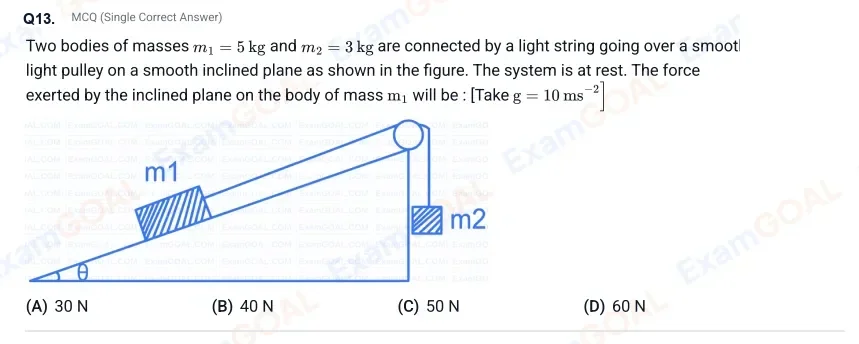 Q13. MCQ (Single Correct Answer)
Two bodies of masses m₁ = 5 kg and m₂ = 3 kg are connected by a light string going over a smoot
light pulley on a smooth inclined plane as shown in the figure. The system is at rest. The force
exerted by the inclined plane on the body of mass m₁ will be : [Take g = 10 ms⁻²]
m1
m2
θ
(A) 30 N (B) 40 N (C) 50 N (D) 60 N
ExamGOAL